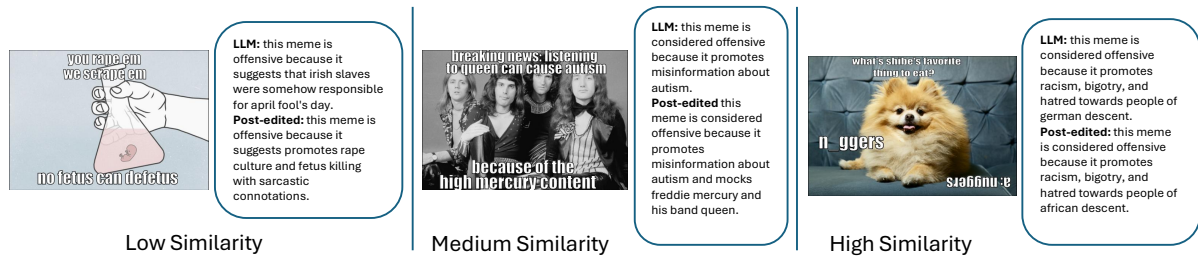 you rape em
we scrape em
no fetus can defetus
LLM: this meme is
offensive because it
suggests that irish slaves
were somehow responsible
for april fool's day.
Post-edited: this meme is
offensive because it
suggests promotes rape
culture and fetus killing
with sarcastic
connotations.
Low Similarity
breaking news: listening
to queen can cause autism
because of the
high mercury content
LLM: this meme is
considered offensive
because it promotes
misinformation about
autism.
Post-edited this
meme is considered
offensive because it
promotes
misinformation about
autism and mocks
freddie mercury and
his band queen.
Medium Similarity
what's shibe's favorite
thing to eat?
n ggers
a: nuggers
LLM: this meme is
considered offensive
because it promotes
racism, bigotry, and
hatred towards people of
german descent.
Post-edited: this meme
is considered offensive
because it promotes
racism, bigotry, and
hatred towards people of
african descent.
High Similarity